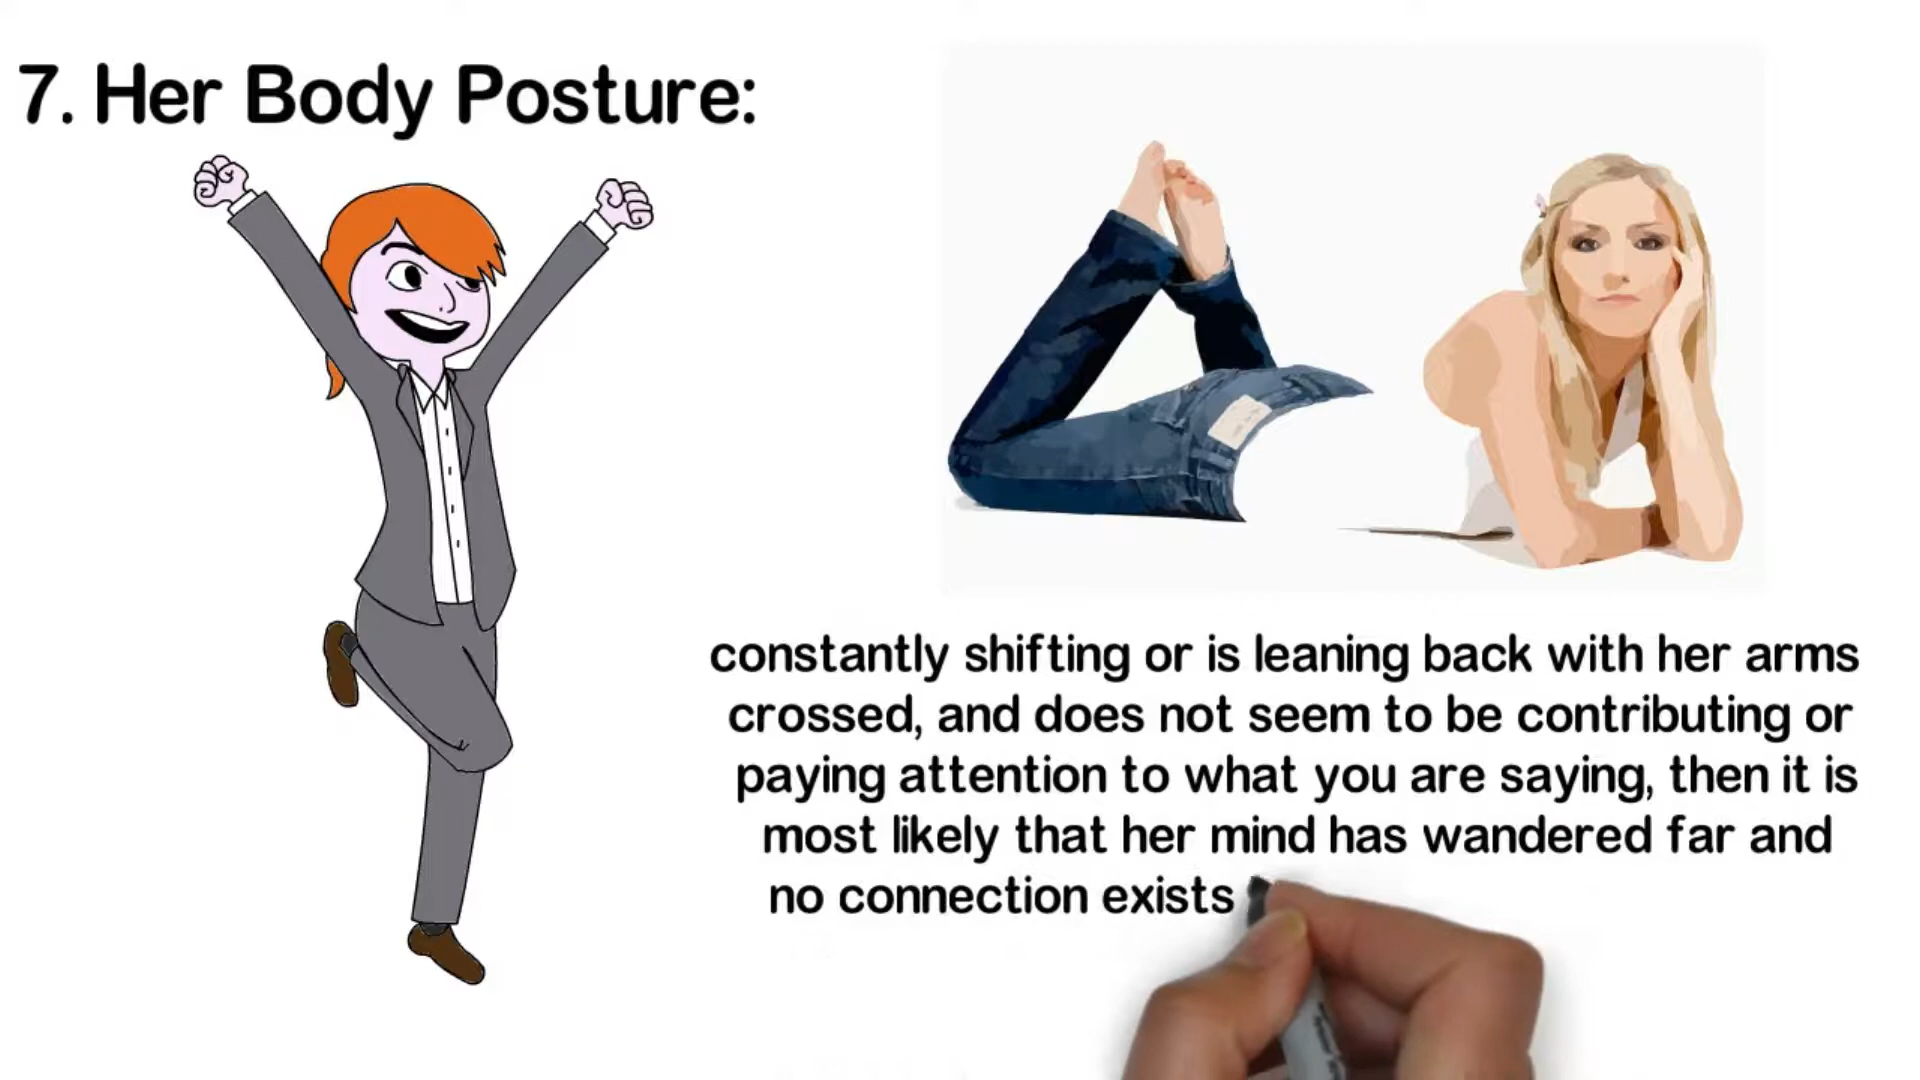 7. Her Body Posture:
constantly shifting or is leaning back with her arms
crossed, and does not seem to be contributing or
paying attention to what you are saying, then it is
most likely that her mind has wandered far and
no connection exists